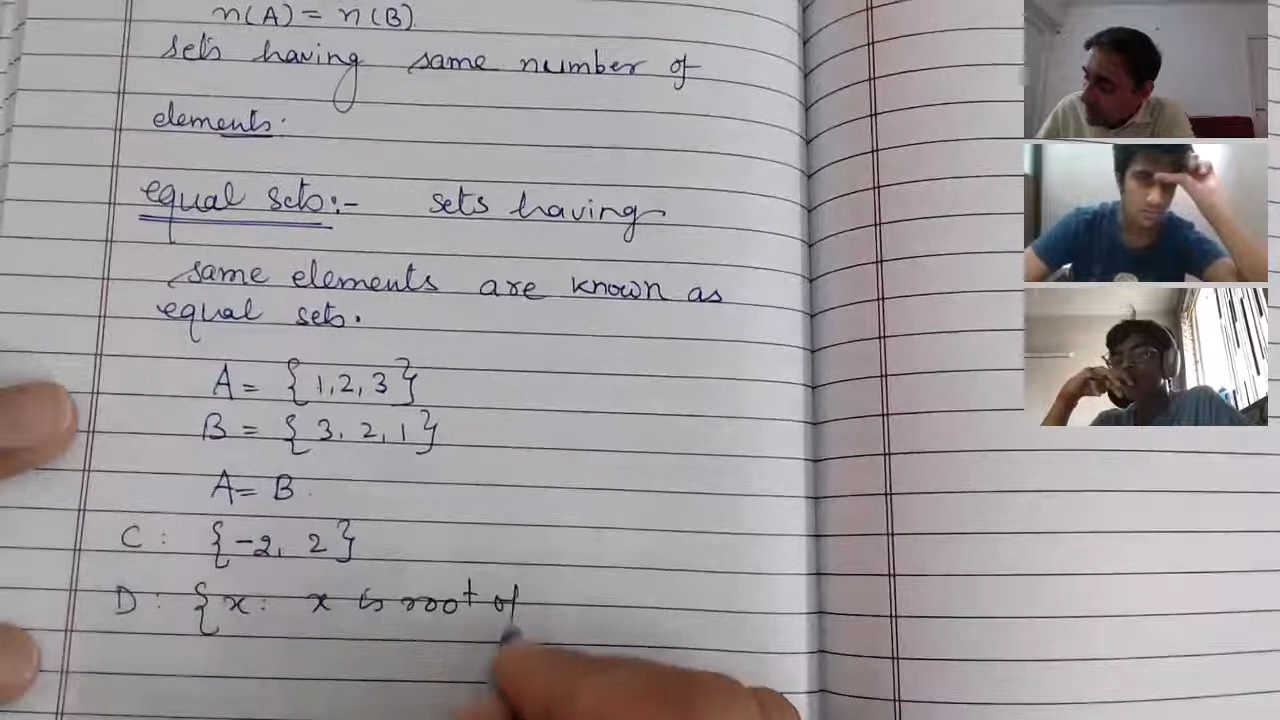 n(A) = n(B).
sets having same number of
elements.
equal sets:- sets having
same elements are known as
equal sets.
A = {1, 2, 3}
B = {3, 2, 1}
A = B.
C : {-2, 2}
D : {x : x is root of